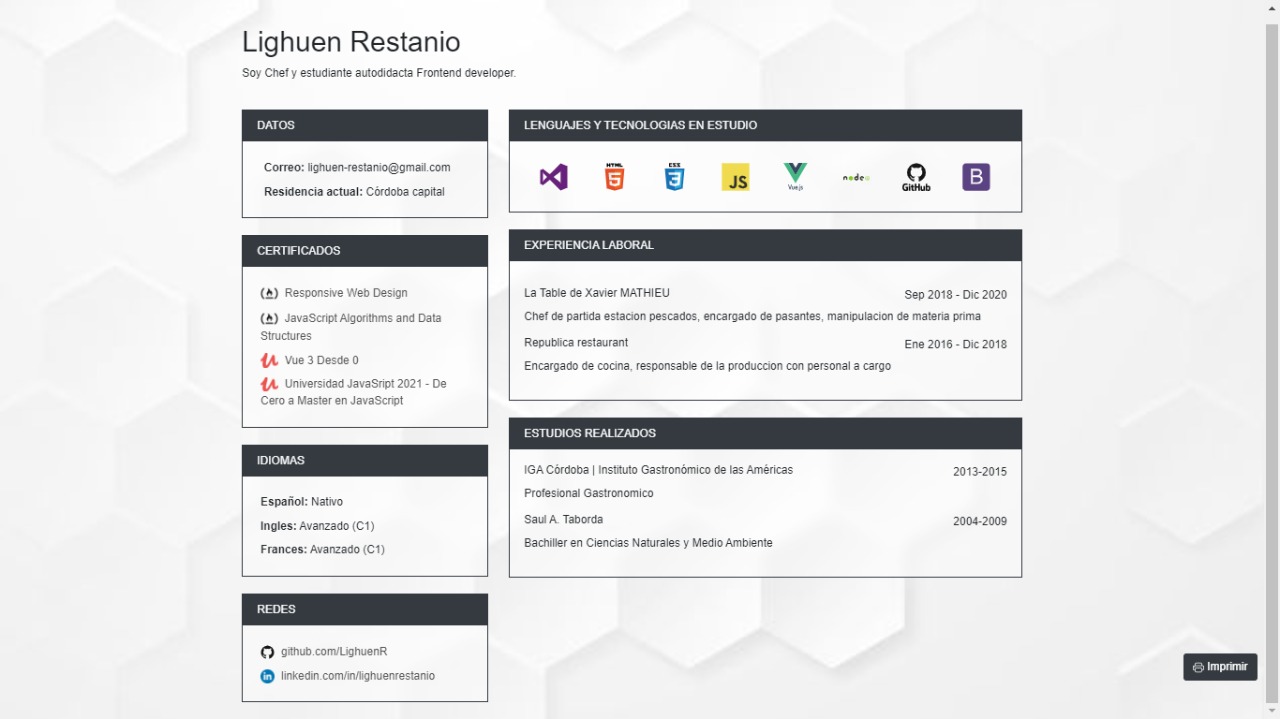 Lighuen Restanio
Soy Chef y estudiante autodidacta Frontend developer.
DATOS
Correo: lighuen-restanio@gmail.com
Residencia actual: Córdoba capital
CERTIFICADOS
Responsive Web Design
JavaScript Algorithms and Data
Structures
Vue 3 Desde 0
Universidad JavaSript 2021 - De
Cero a Master en JavaScript
IDIOMAS
Español: Nativo
Ingles: Avanzado (C1)
Frances: Avanzado (C1)
REDES
github.com/LighuenR
linkedin.com/in/lighuenrestanio
LENGUAJES Y TECNOLOGIAS EN ESTUDIO
HTML 5 CSS 3 JS Vue.js node GitHub B
EXPERIENCIA LABORAL
La Table de Xavier MATHIEU Sep 2018 - Dic 2020
Chef de partida estacion pescados, encargado de pasantes, manipulacion de materia prima
Republica restaurant Ene 2016 - Dic 2018
Encargado de cocina, responsable de la produccion con personal a cargo
ESTUDIOS REALIZADOS
IGA Córdoba | Instituto Gastronómico de las Américas 2013-2015
Profesional Gastronomico
Saul A. Taborda 2004-2009
Bachiller en Ciencias Naturales y Medio Ambiente
Imprimir